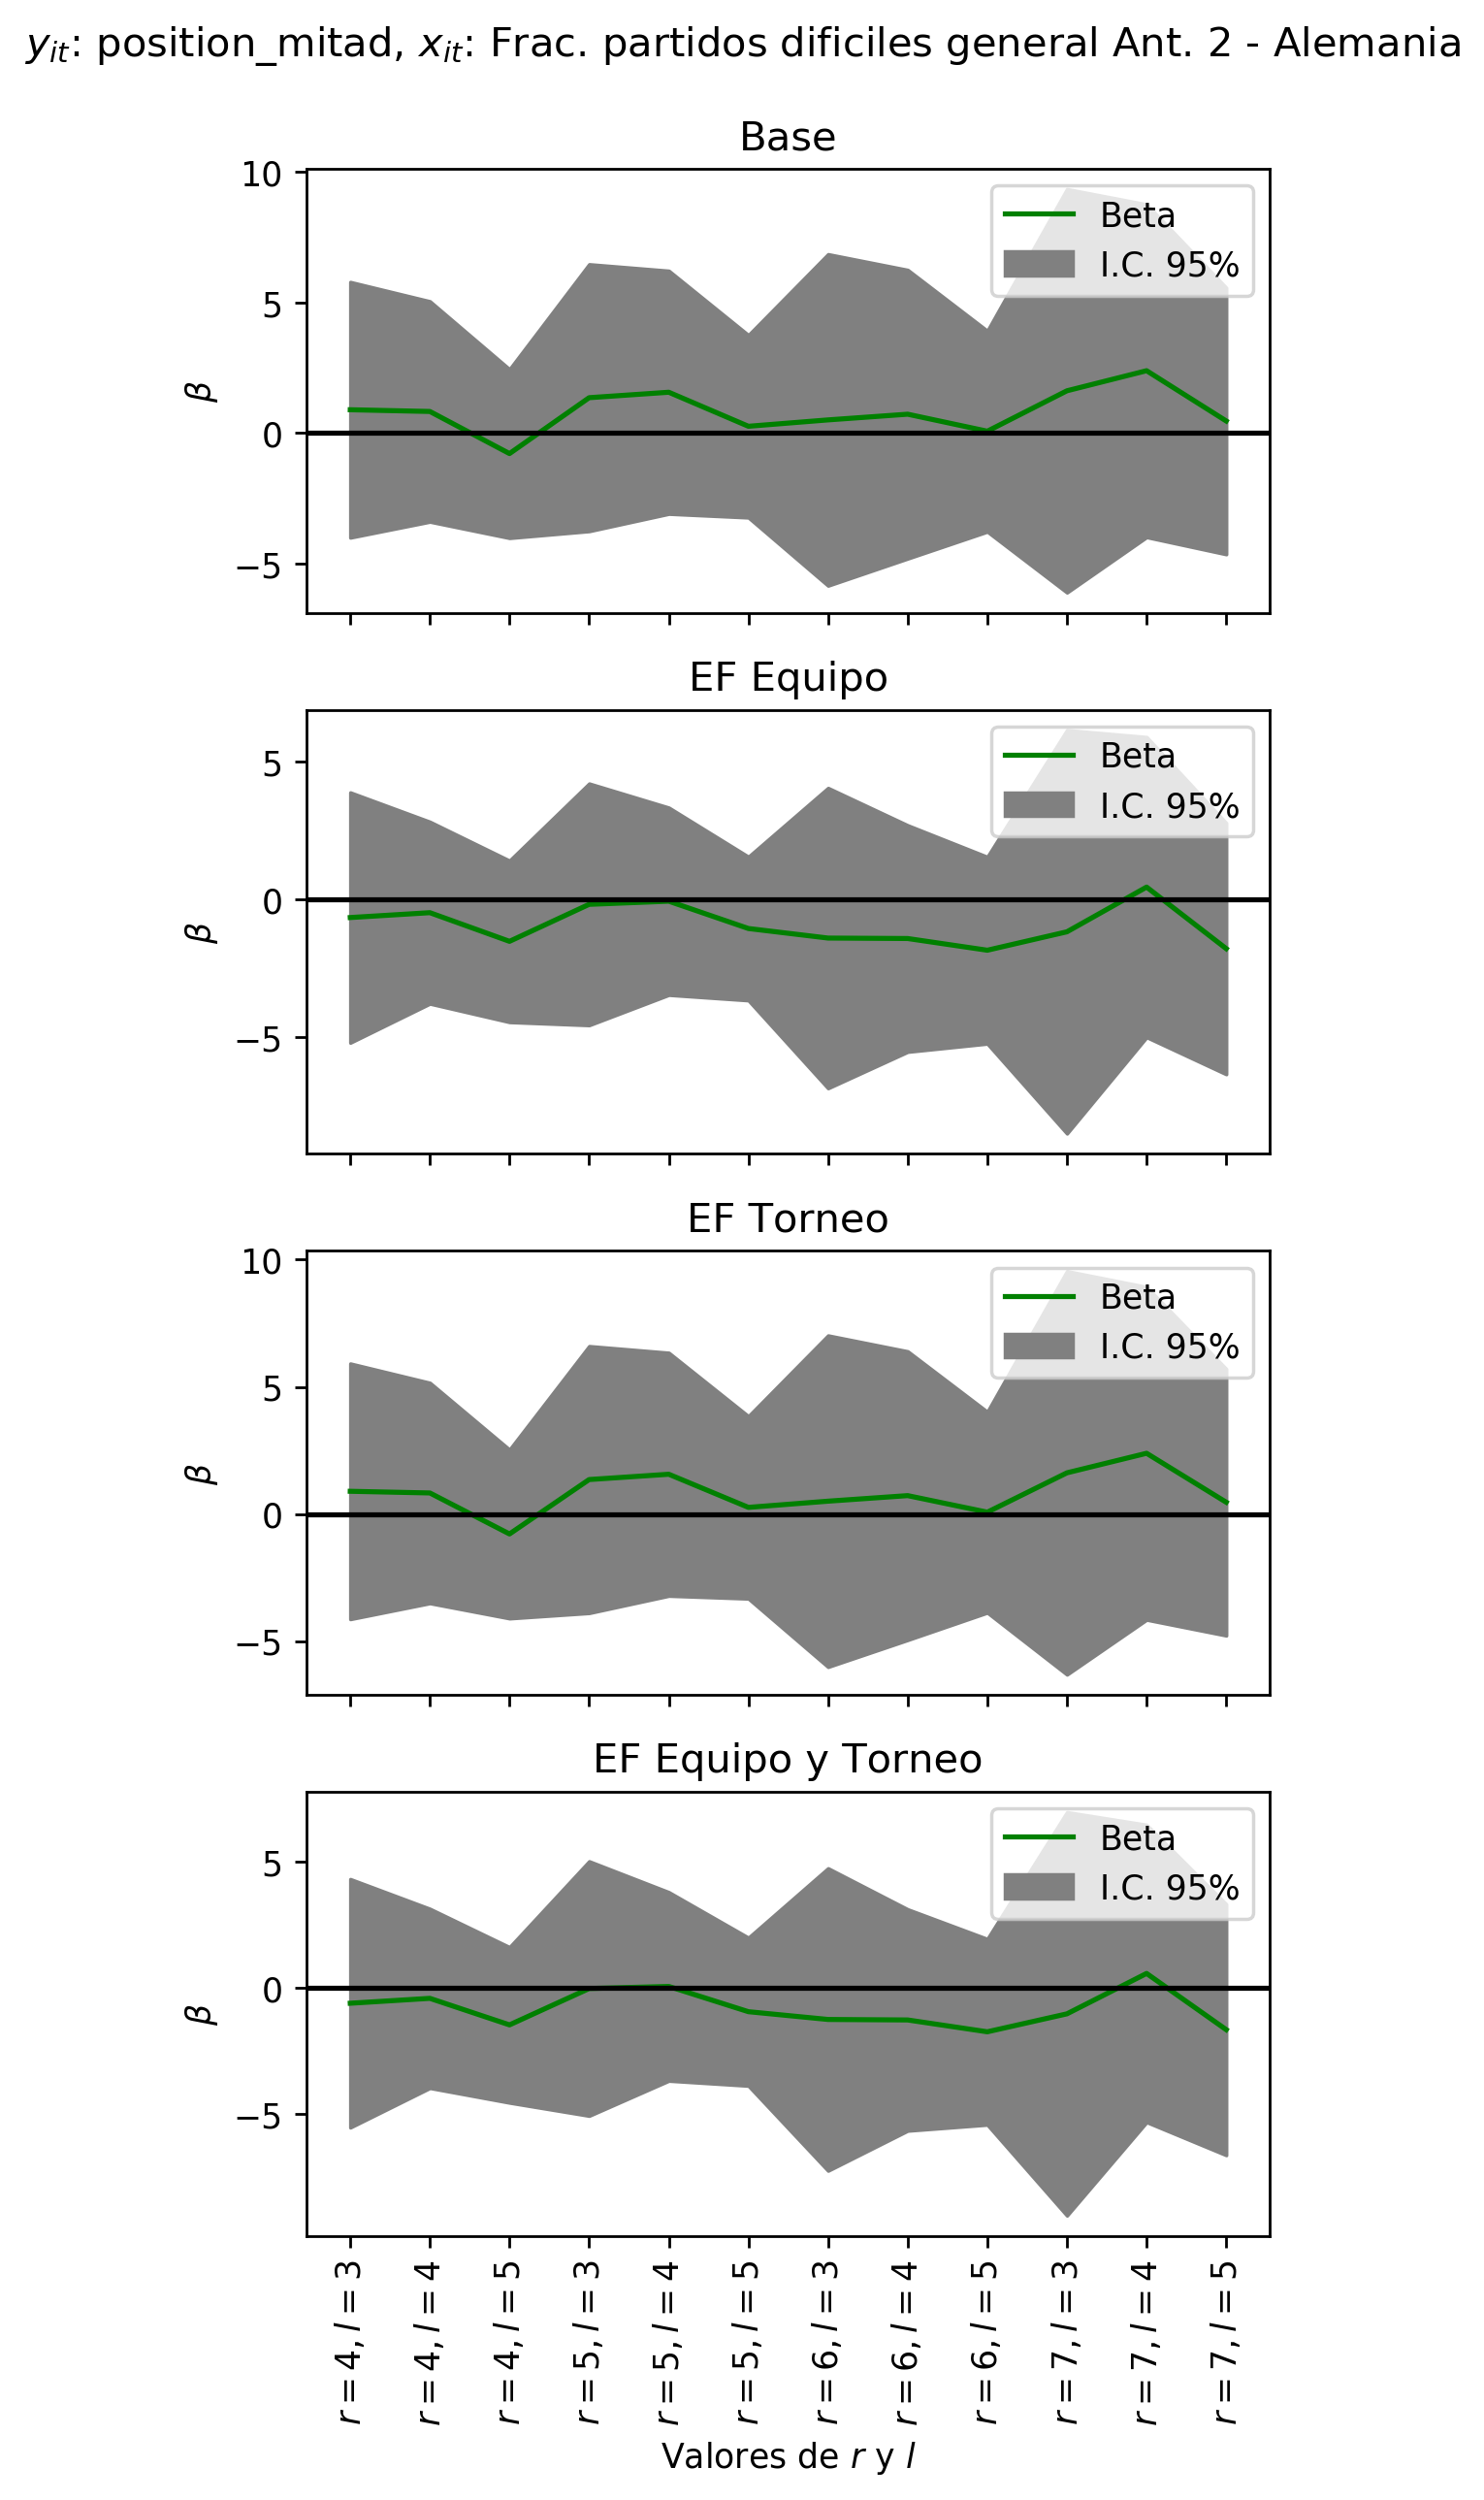 y_it: position_mitad, x_it: Frac. partidos dificiles general Ant. 2 - Alemania
Base
10
5
0
−5
β
Beta
I.C. 95%
EF Equipo
5
0
−5
β
Beta
I.C. 95%
EF Torneo
10
5
0
−5
β
Beta
I.C. 95%
EF Equipo y Torneo
5
0
−5
β
Beta
I.C. 95%
r = 4, l = 3
r = 4, l = 4
r = 4, l = 5
r = 5, l = 3
r = 5, l = 4
r = 5, l = 5
r = 6, l = 3
r = 6, l = 4
r = 6, l = 5
r = 7, l = 3
r = 7, l = 4
r = 7, l = 5
Valores de r y l